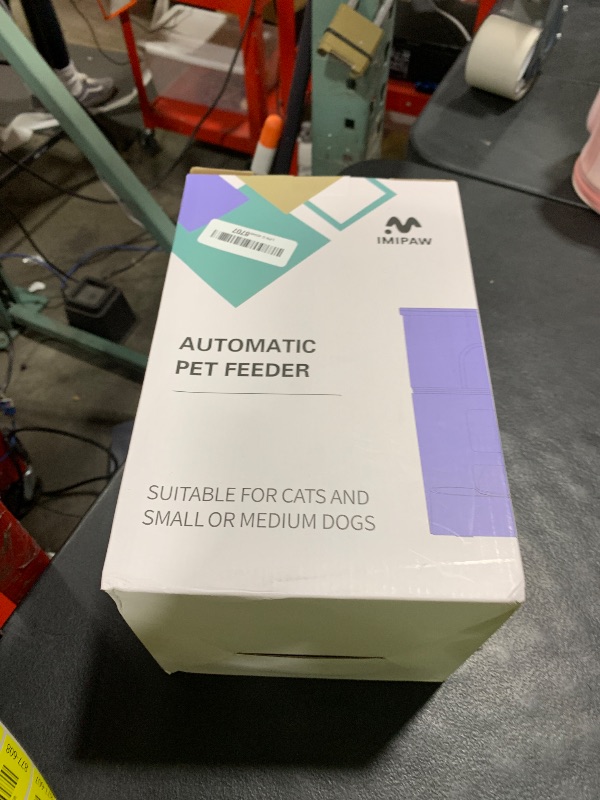 IMIPAW
AUTOMATIC
PET FEEDER
SUITABLE FOR CATS AND
SMALL OR MEDIUM DOGS